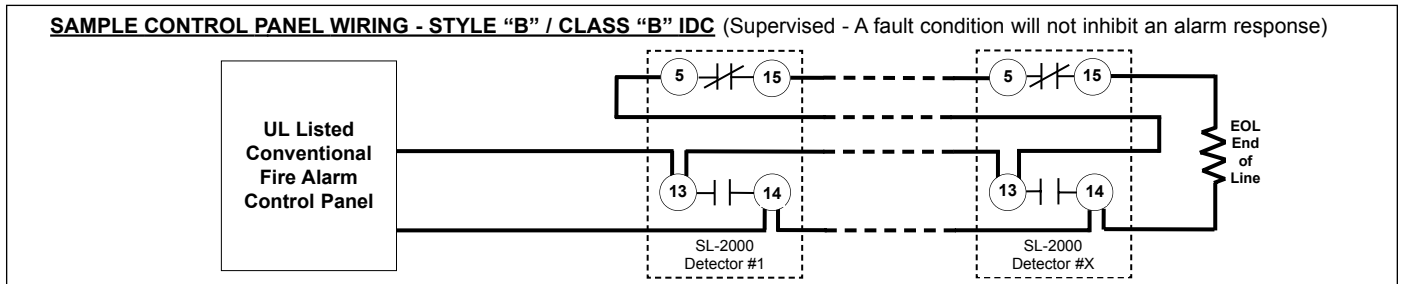 SAMPLE CONTROL PANEL WIRING - STYLE “B” / CLASS “B” IDC (Supervised - A fault condition will not inhibit an alarm response)
5 15 5 15
UL Listed
Conventional
Fire Alarm
Control Panel
EOL
End
of
Line
13 14 13 14
SL-2000
Detector #1
SL-2000
Detector #X